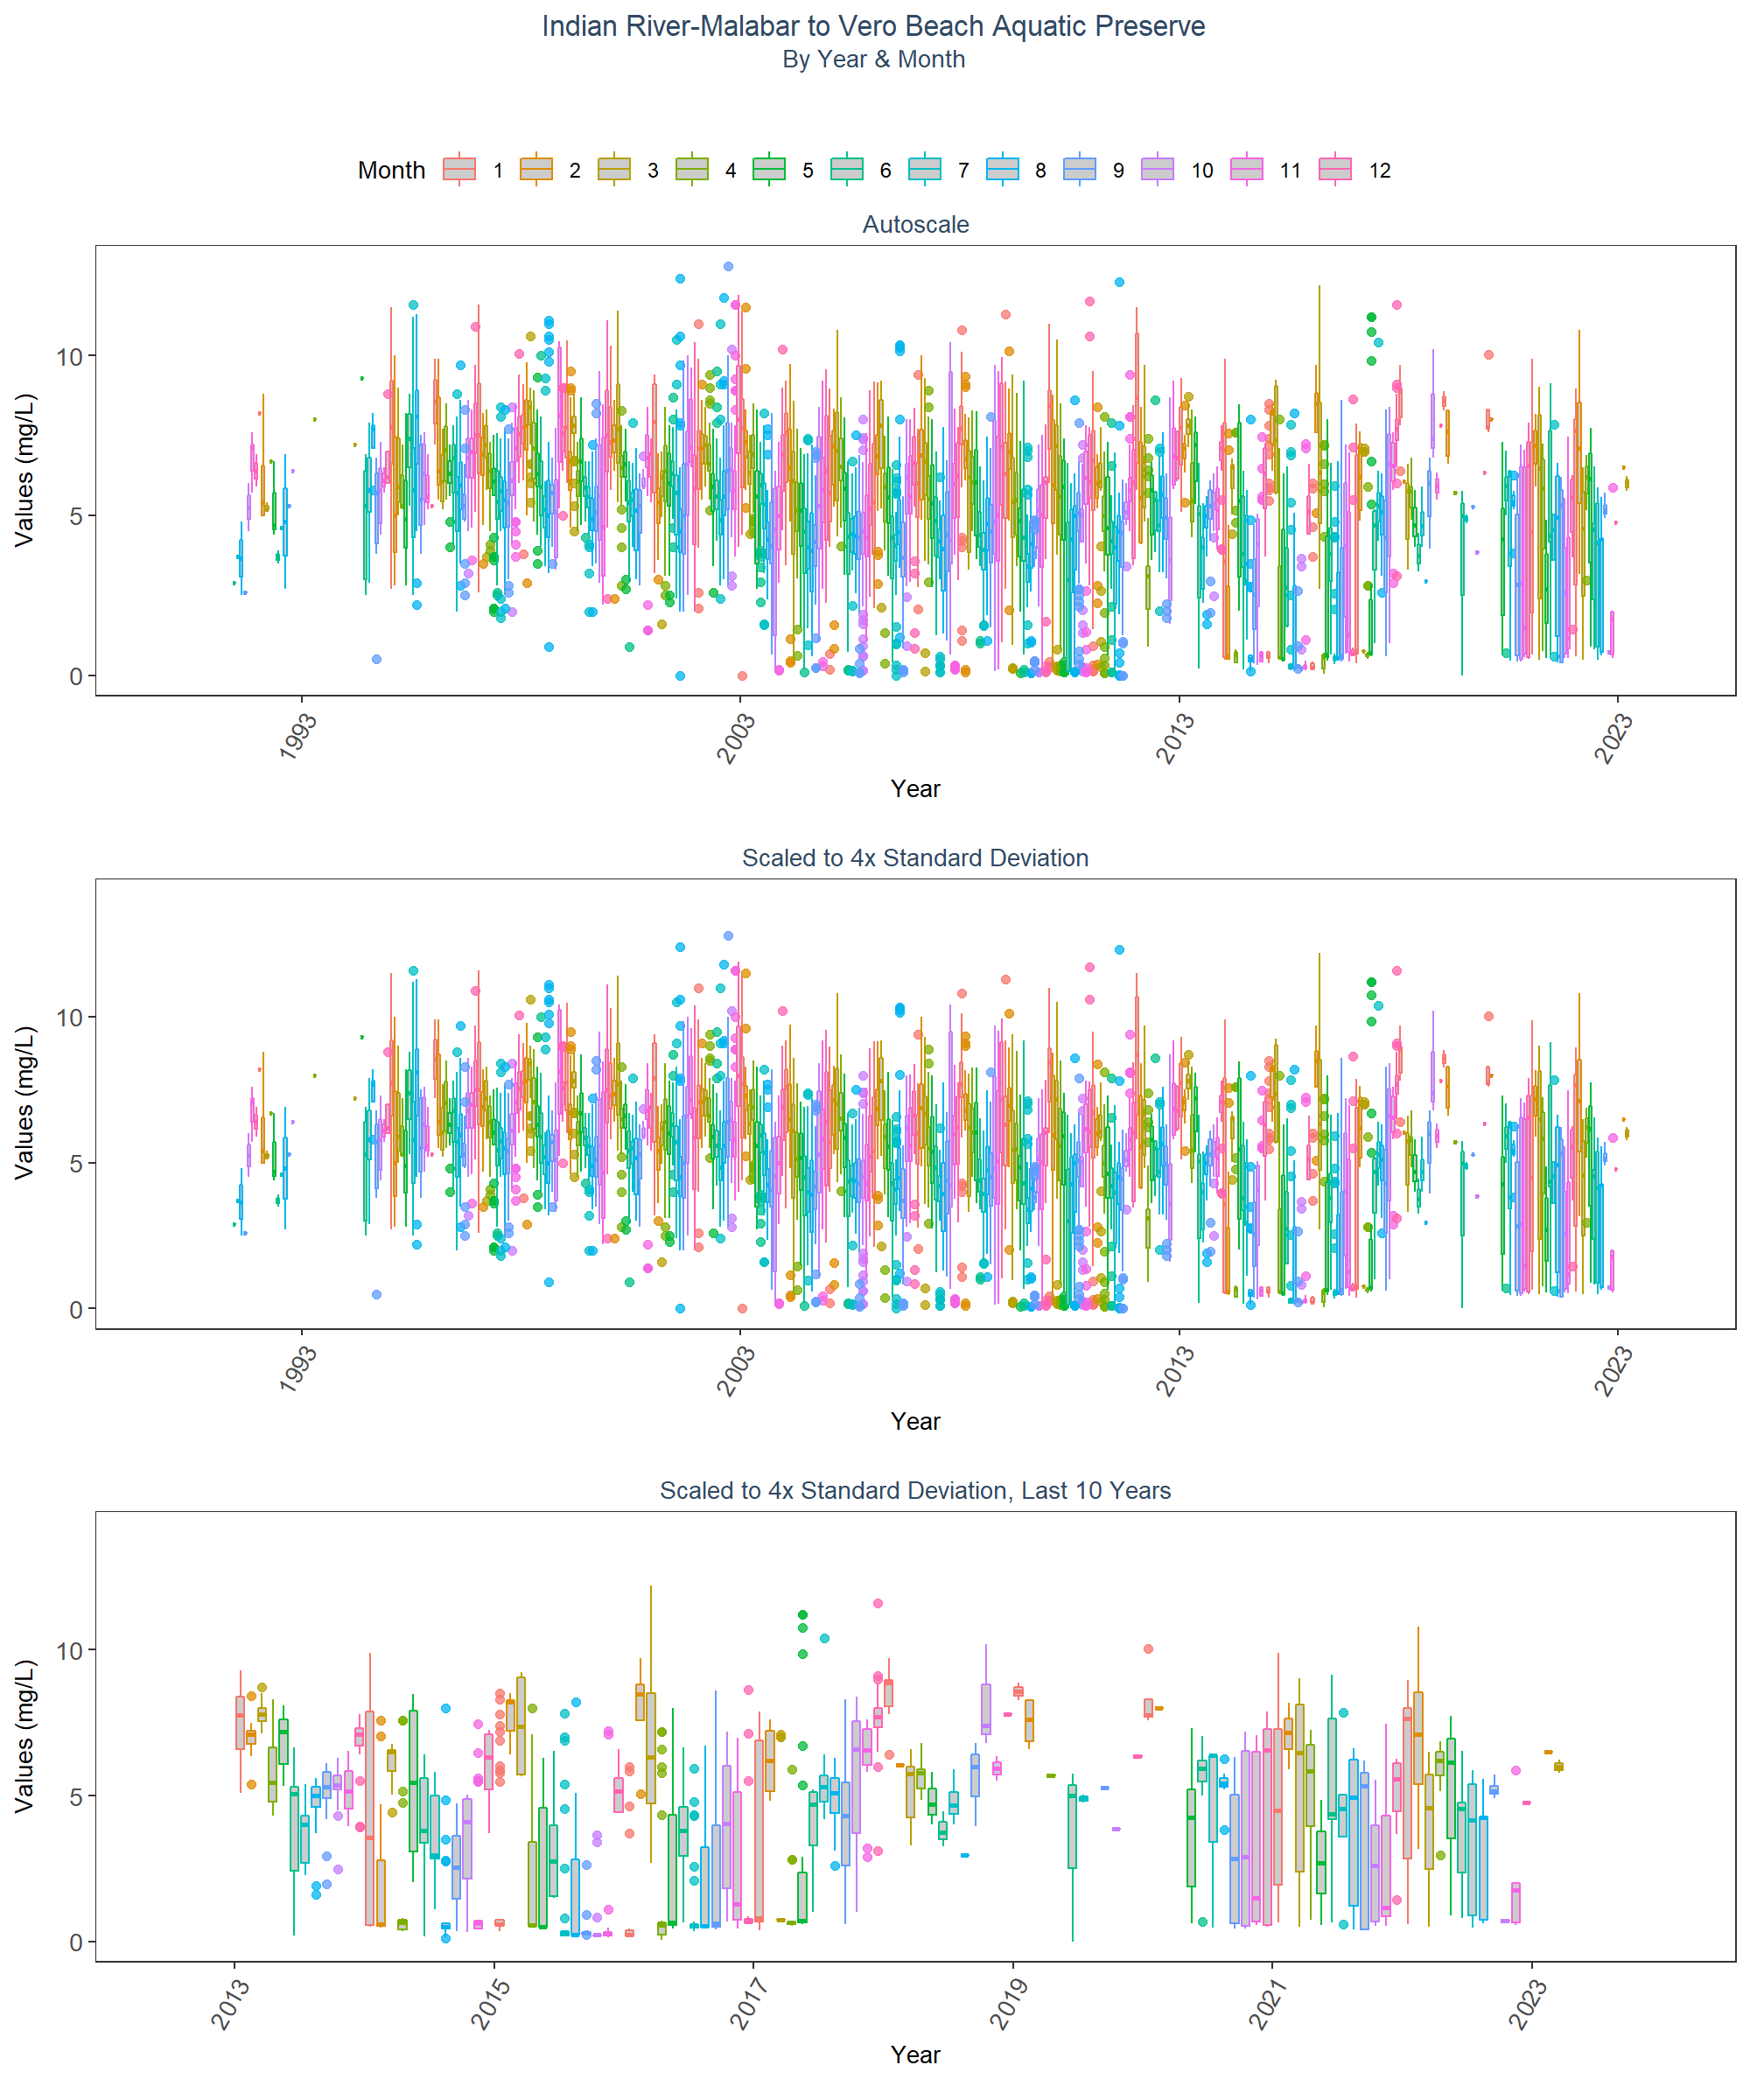 Indian River-Malabar to Vero Beach Aquatic Preserve
By Year & Month
Month 1 2 3 4 5 6 7 8 9 10 11 12
Autoscale
Values (mg/L)
10
5
0
1993 2003 2013 2023
Year
Scaled to 4x Standard Deviation
Values (mg/L)
10
5
0
1993 2003 2013 2023
Year
Scaled to 4x Standard Deviation, Last 10 Years
Values (mg/L)
10
5
0
2013 2015 2017 2019 2021 2023
Year